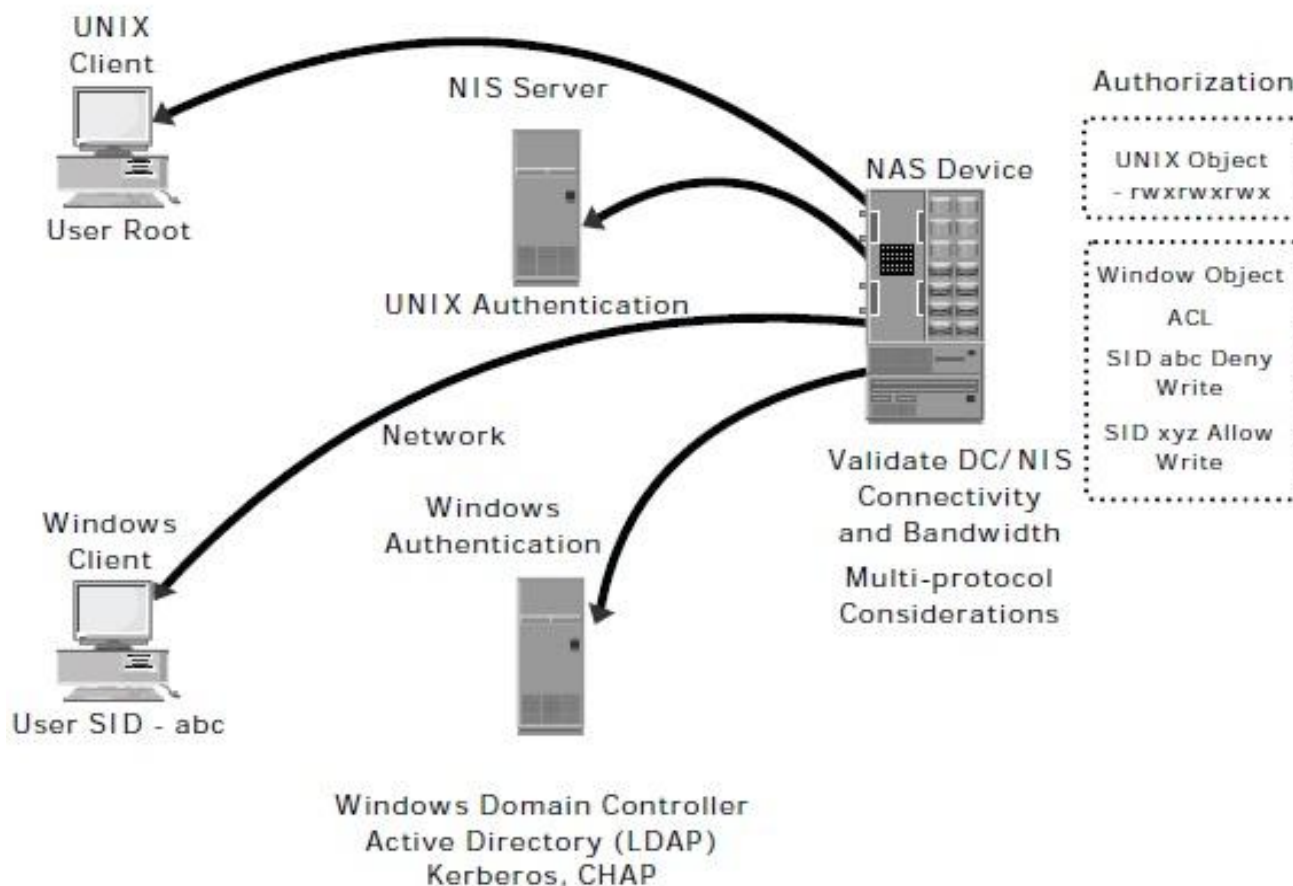 UNIX
Client
User Root
NIS Server
UNIX Authentication
NAS Device
Authorization
UNIX Object
- rwxrwxrwx
Window Object
ACL
SID abc Deny
Write
SID xyz Allow
Write
Network
Validate DC/NIS
Connectivity
and Bandwidth
Multi-protocol
Considerations
Windows
Client
User SID - abc
Windows
Authentication
Windows Domain Controller
Active Directory (LDAP)
Kerberos, CHAP